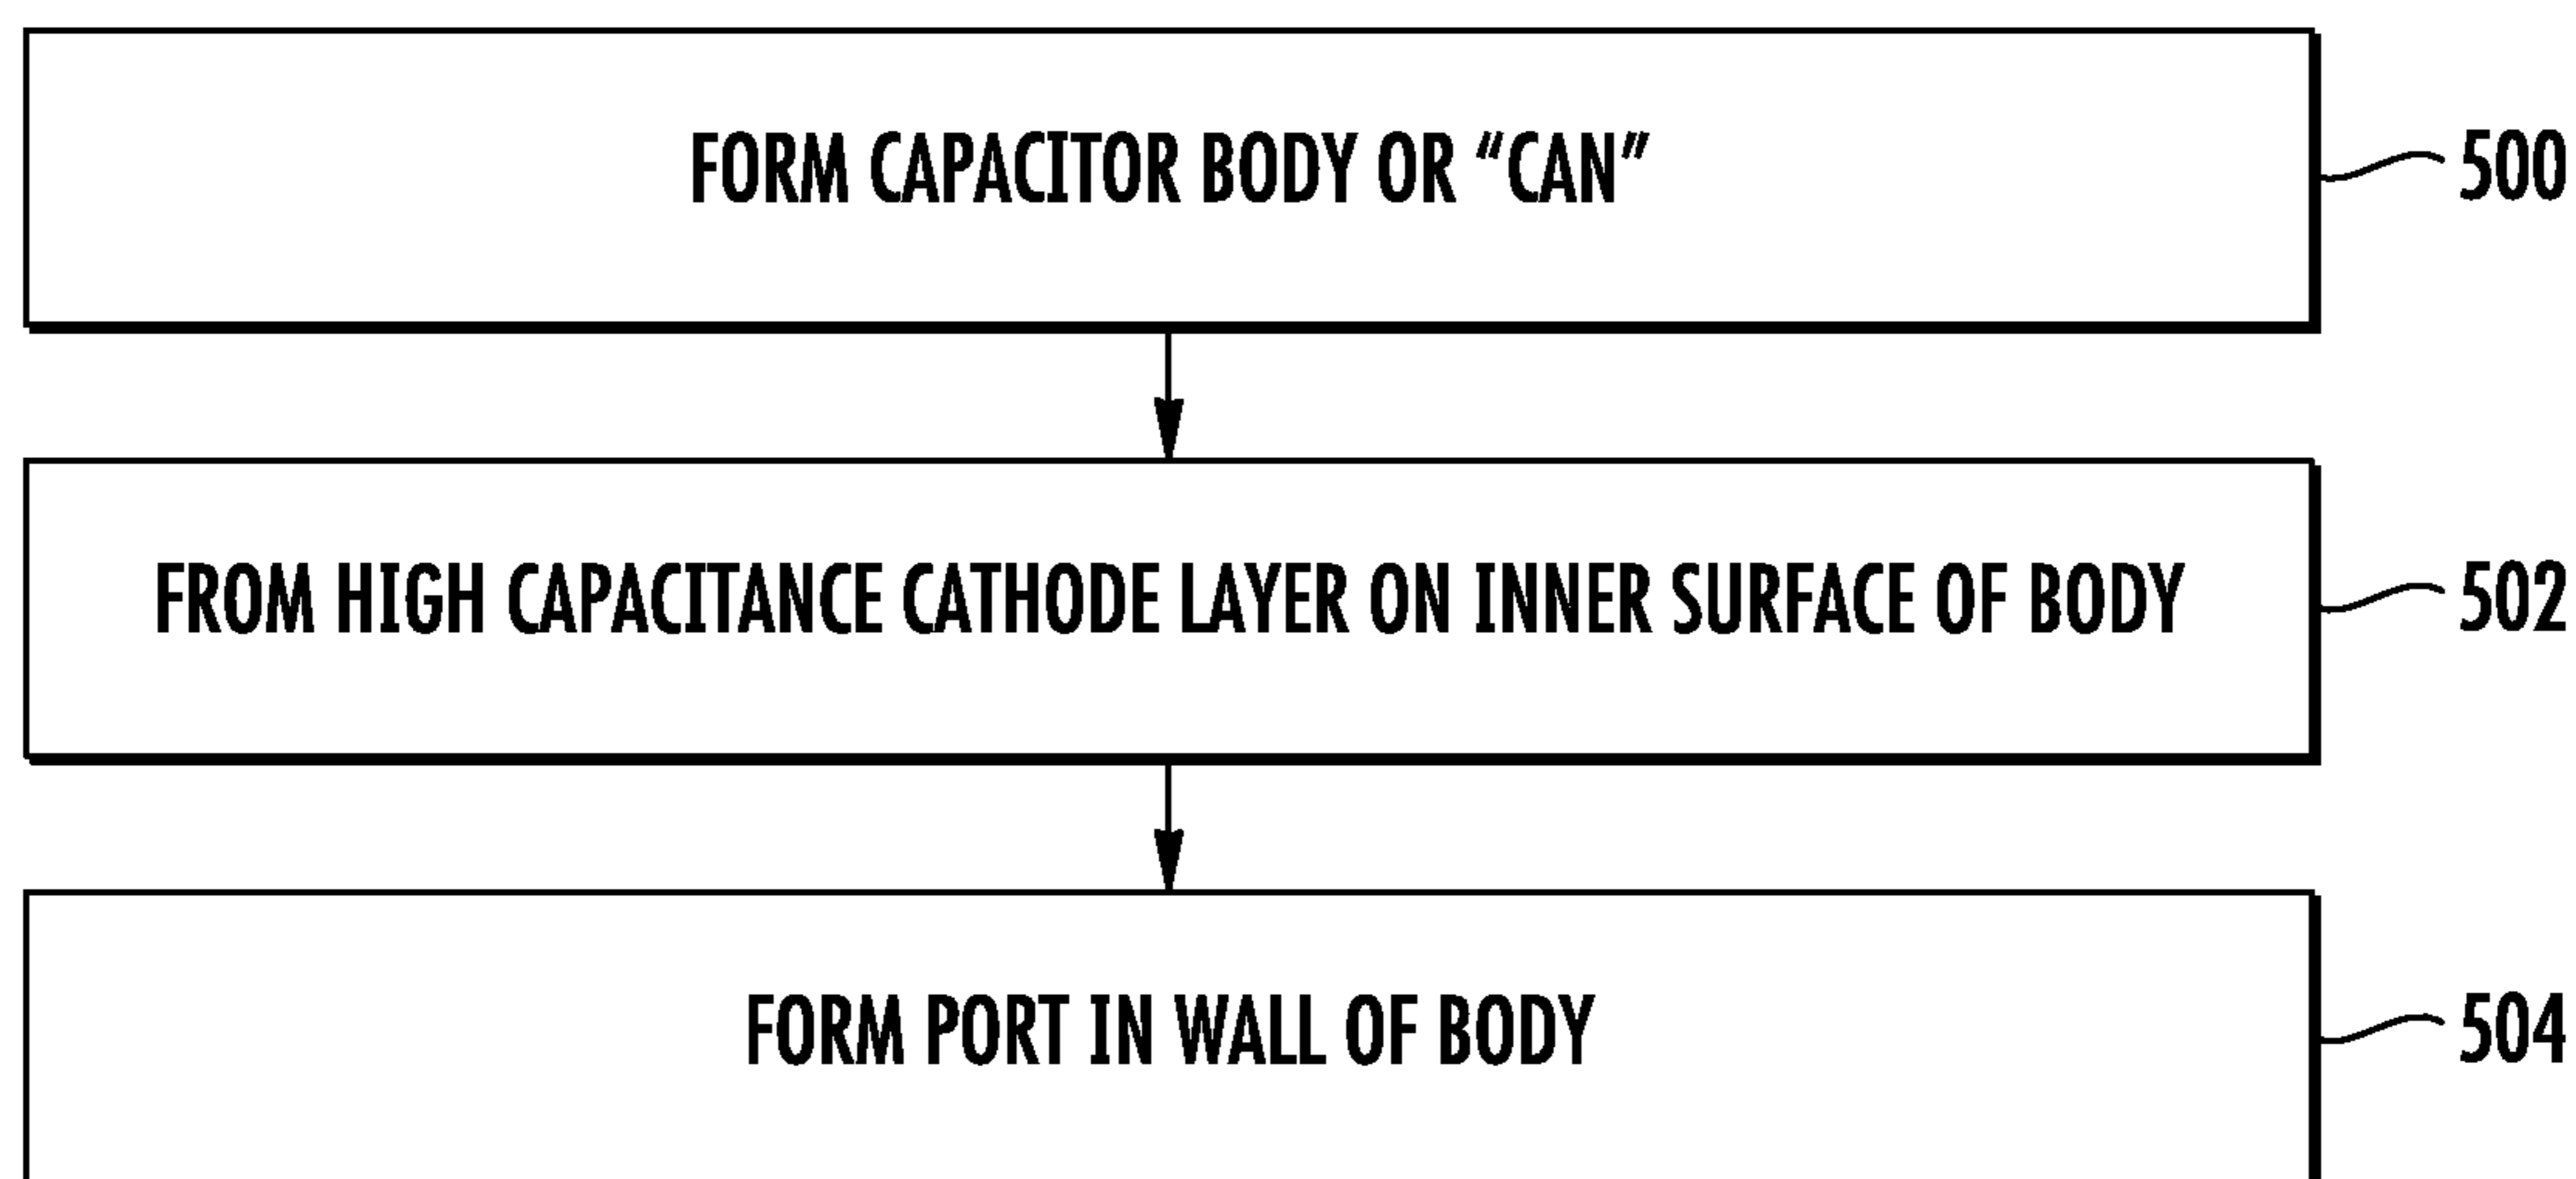 FORM CAPACITOR BODY OR “CAN”
500
FROM HIGH CAPACITANCE CATHODE LAYER ON INNER SURFACE OF BODY
502
FORM PORT IN WALL OF BODY
504